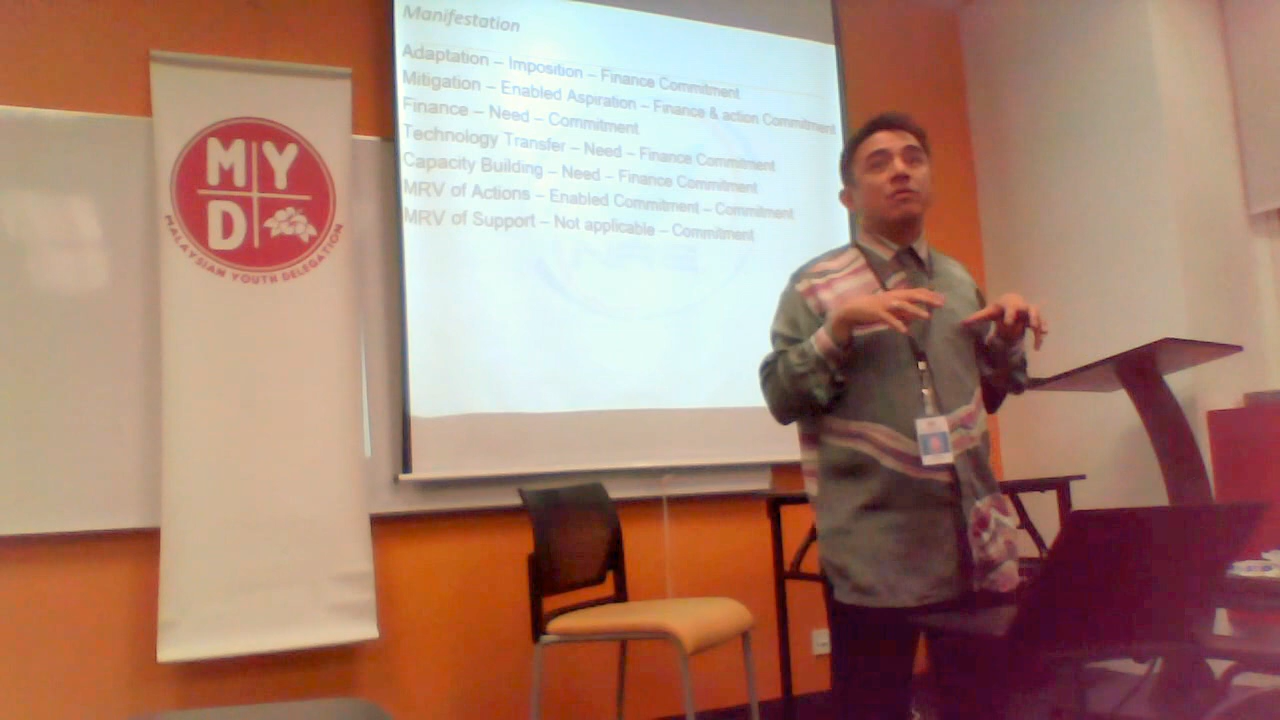 MY
D
MALAYSIAN YOUTH DELEGATION
Manifestation
Adaptation – Imposition – Finance Commitment
Mitigation – Enabled Aspiration – Finance & action Commitment
Finance – Need – Commitment
Technology Transfer – Need – Finance Commitment
Capacity Building – Need – Finance Commitment
MRV of Actions – Enabled Commitment – Commitment
MRV of Support – Not applicable – Commitment